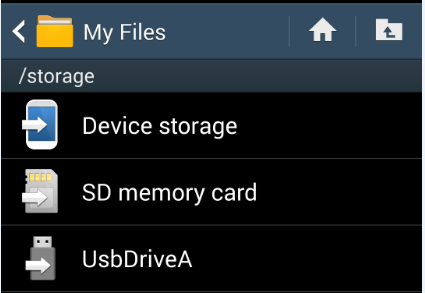 My Files
/storage
Device storage
SD memory card
UsbDriveA